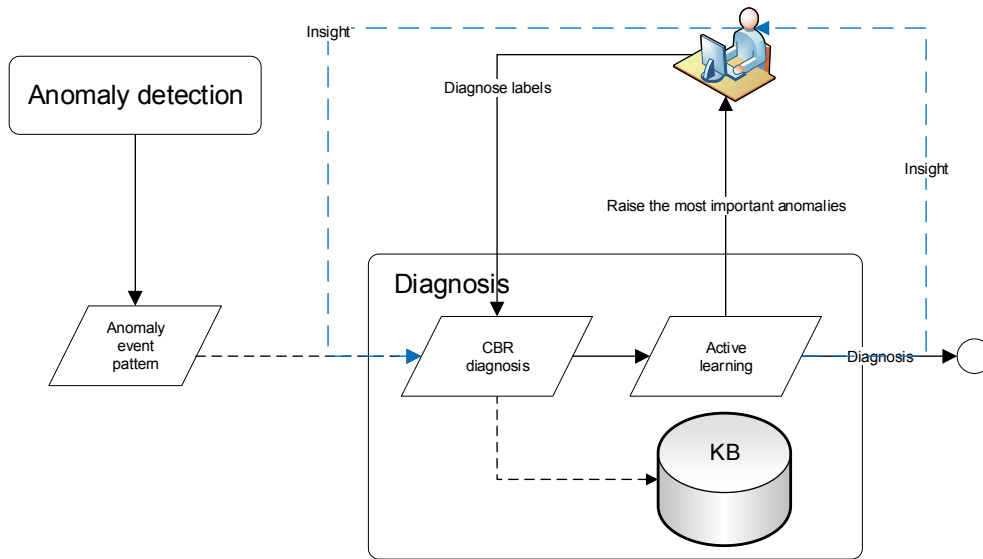 Insight
Anomaly detection
Diagnose labels
Insight
Raise the most important anomalies
Diagnosis
Anomaly
event
pattern
CBR
diagnosis
Active
learning
Diagnosis
KB